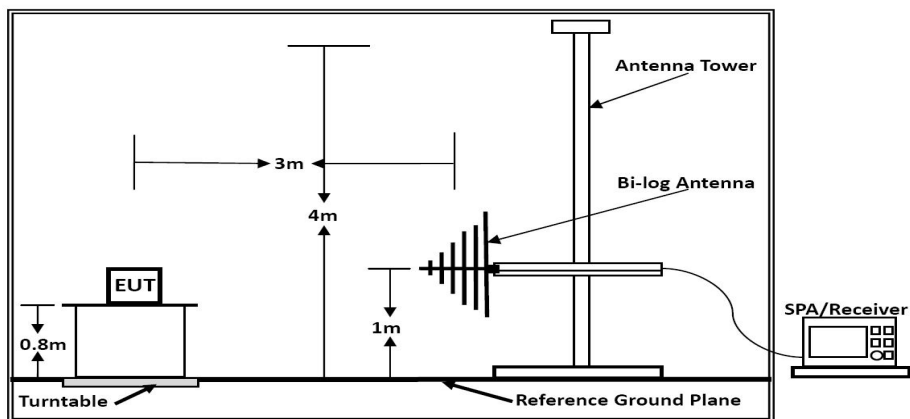 Antenna Tower
3m
Bi-log Antenna
4m
EUT
SPA/Receiver
0.8m
1m
Turntable
Reference Ground Plane